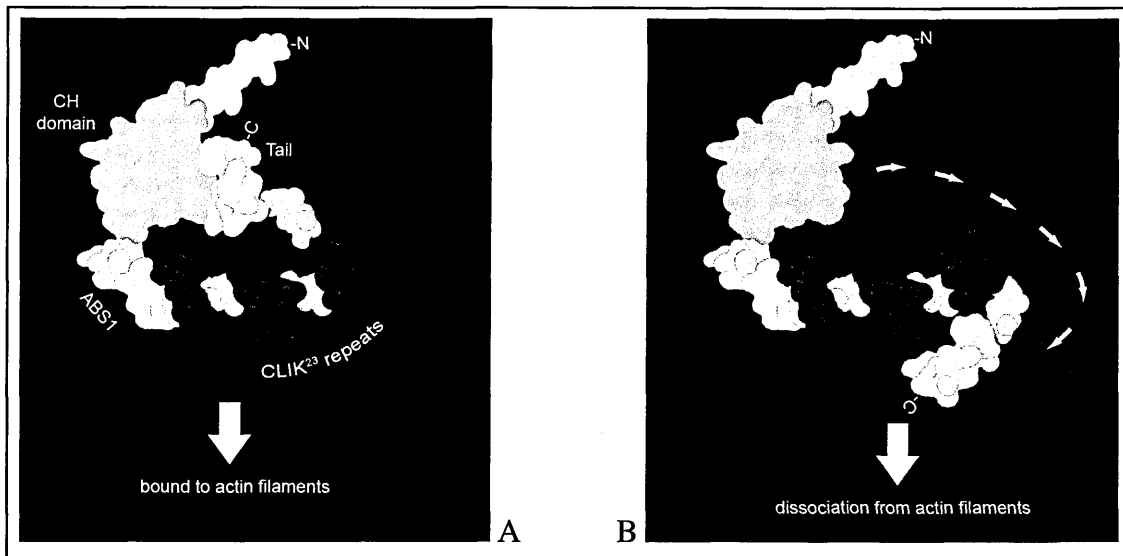 -N
CH
domain
-C
Tail
ABS1
CLIK²³ repeats
bound to actin filaments
A
-N
-C
dissociation from actin filaments
B